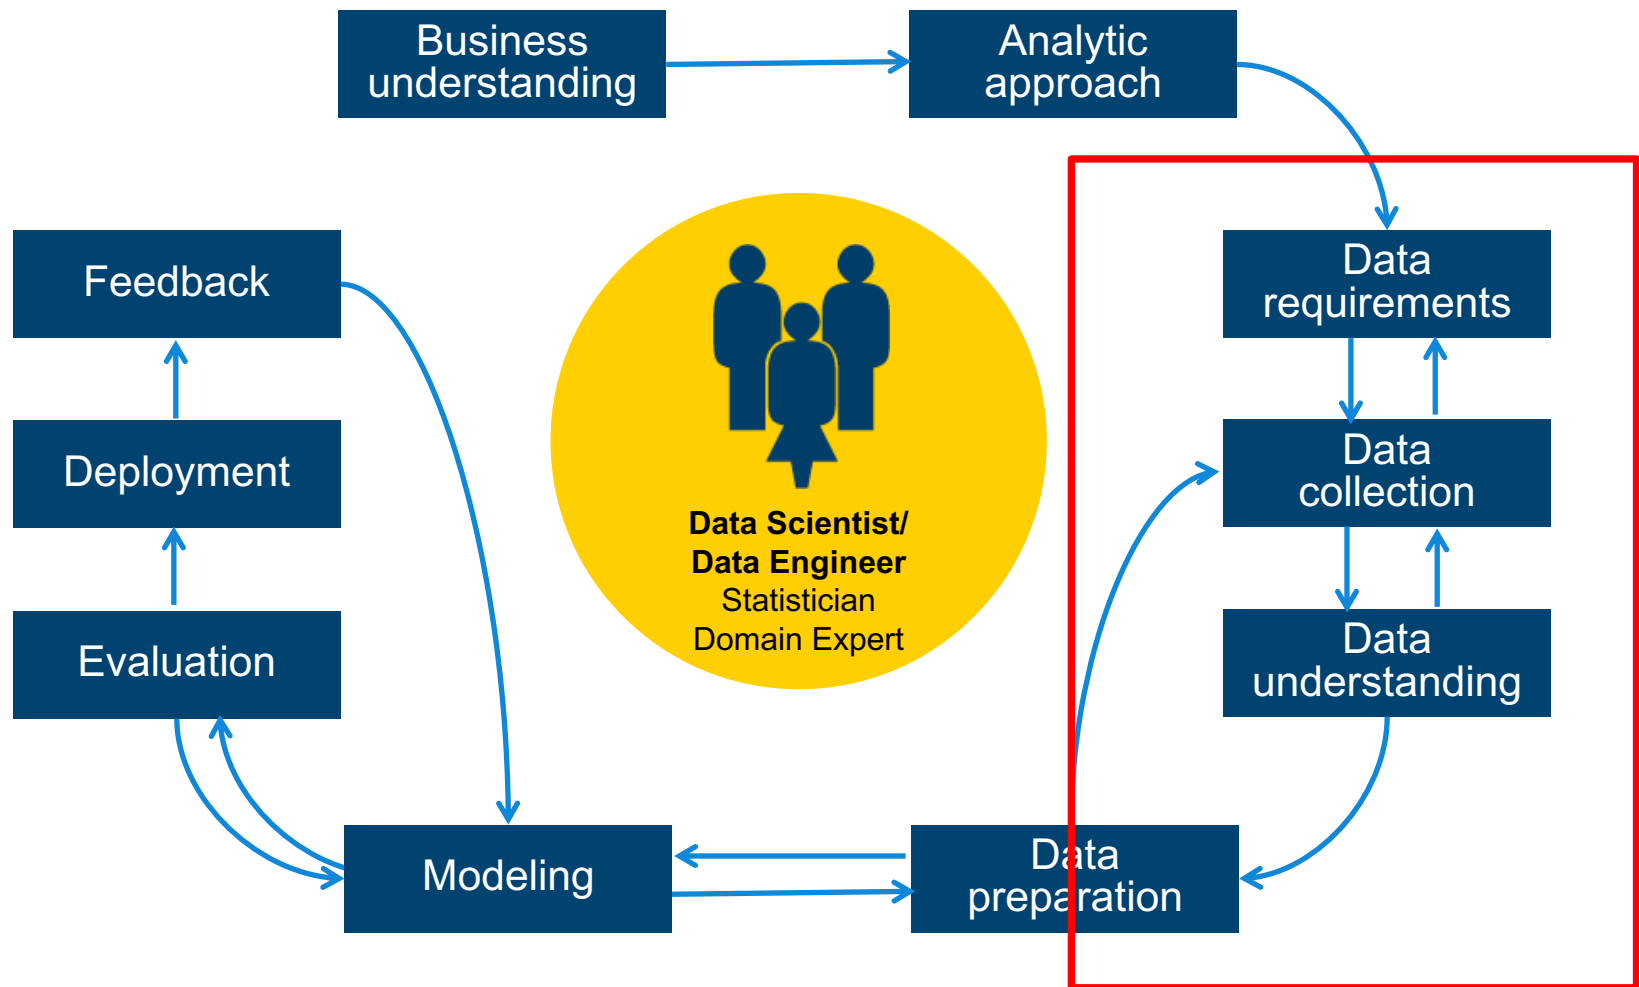 Business
understanding
Analytic
approach
Data
requirements
Data
collection
Data
understanding
Data
preparation
Modeling
Evaluation
Deployment
Feedback
Data Scientist/
Data Engineer
Statistician
Domain Expert